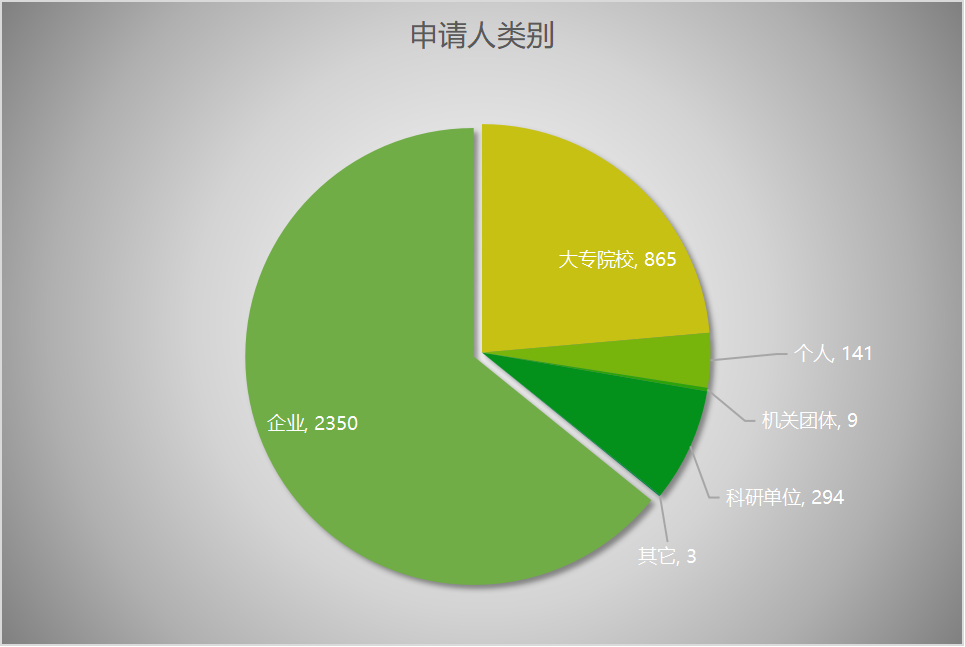 申请人类别
大专院校, 865
个人, 141
机关团体, 9
企业, 2350
科研单位, 294
其它, 3